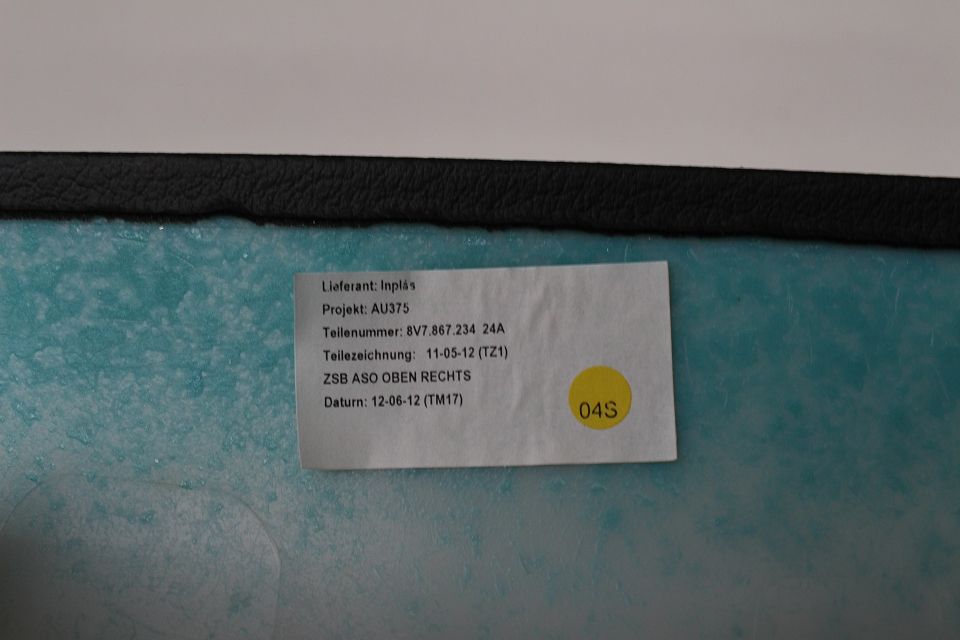 Lieferant: Inplás
Projekt: AU375
Teilenummer: 8V7.867.234 24A
Teilezeichnung: 11-05-12 (TZ1)
ZSB ASO OBEN RECHTS
Daturn: 12-06-12 (TM17)
04S